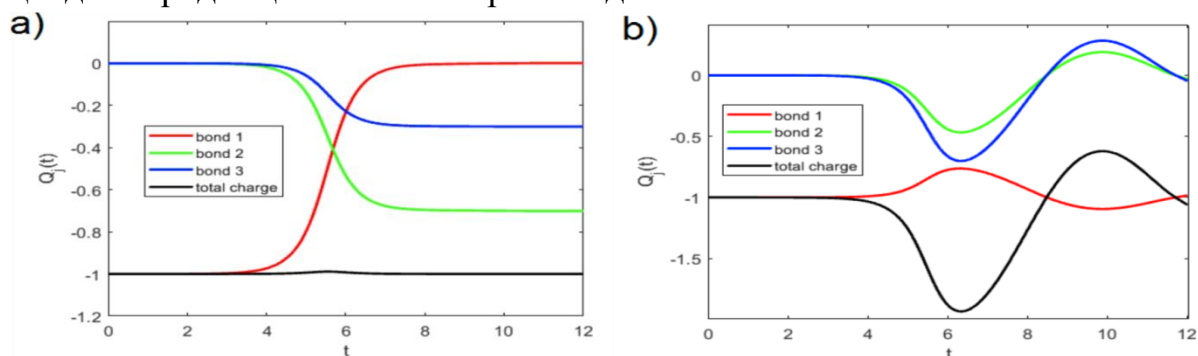 a)
0
-0.2
-0.4
-0.6
-0.8
-1
-1.2
Q_j(t)
bond 1
bond 2
bond 3
total charge
0 2 4 6 8 10 12
t
b)
0
-0.5
-1
-1.5
Q_j(t)
bond 1
bond 2
bond 3
total charge
0 2 4 6 8 10 12
t